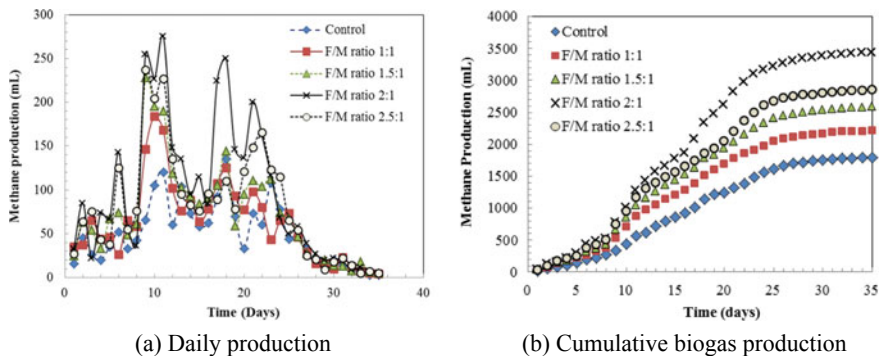 300
250
200
150
100
50
0
0
10
20
30
40
Methane production (mL)
Time (Days)
Control
F/M ratio 1:1
F/M ratio 1.5:1
F/M ratio 2:1
F/M ratio 2.5:1
(a) Daily production
4000
3500
3000
2500
2000
1500
1000
500
0
0
5
10
15
20
25
30
35
Methane Production (mL)
Time (days)
Control
F/M ratio 1:1
F/M ratio 1.5:1
F/M ratio 2:1
F/M ratio 2.5:1
(b) Cumulative biogas production